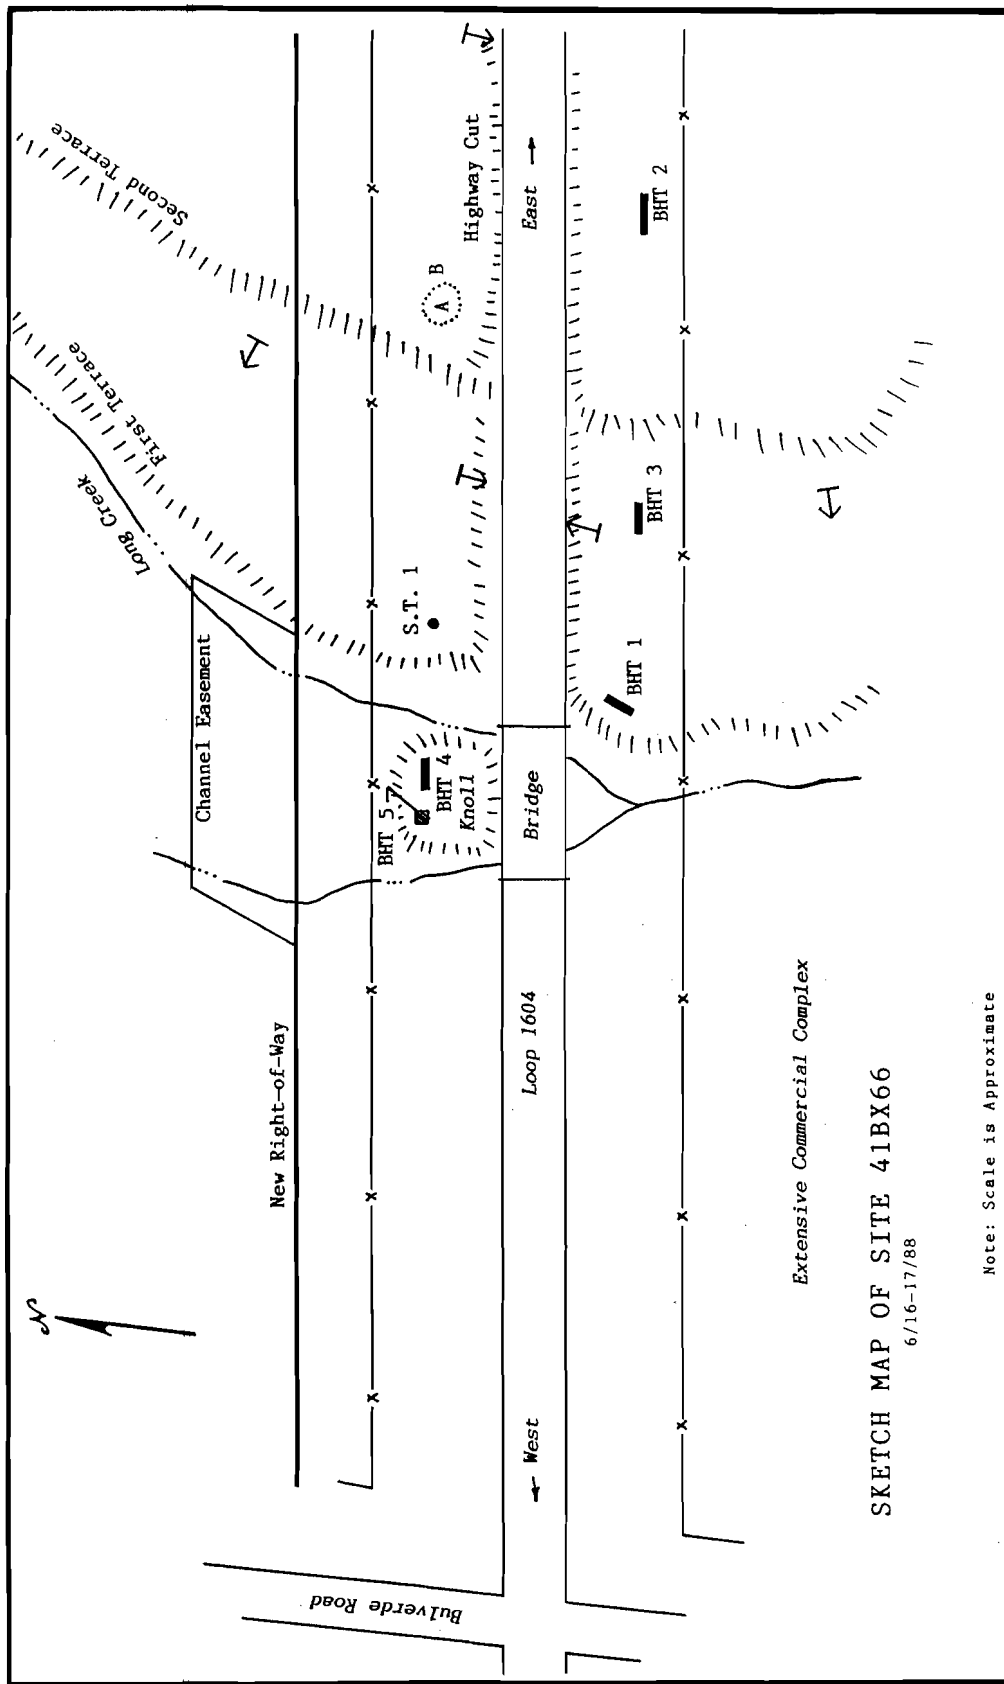 N
Second Terrace
First Terrace
Long Creek
Channel Easement
New Right-of-Way
Highway Cut
A
B
S.T. 1
BHT 5
BHT 4
Knoll
← West
Loop 1604
Bridge
East →
Bulverde Road
BHT 1
BHT 3
BHT 2
Extensive Commercial Complex
SKETCH MAP OF SITE 41BX66
6/16-17/88
Note: Scale is Approximate